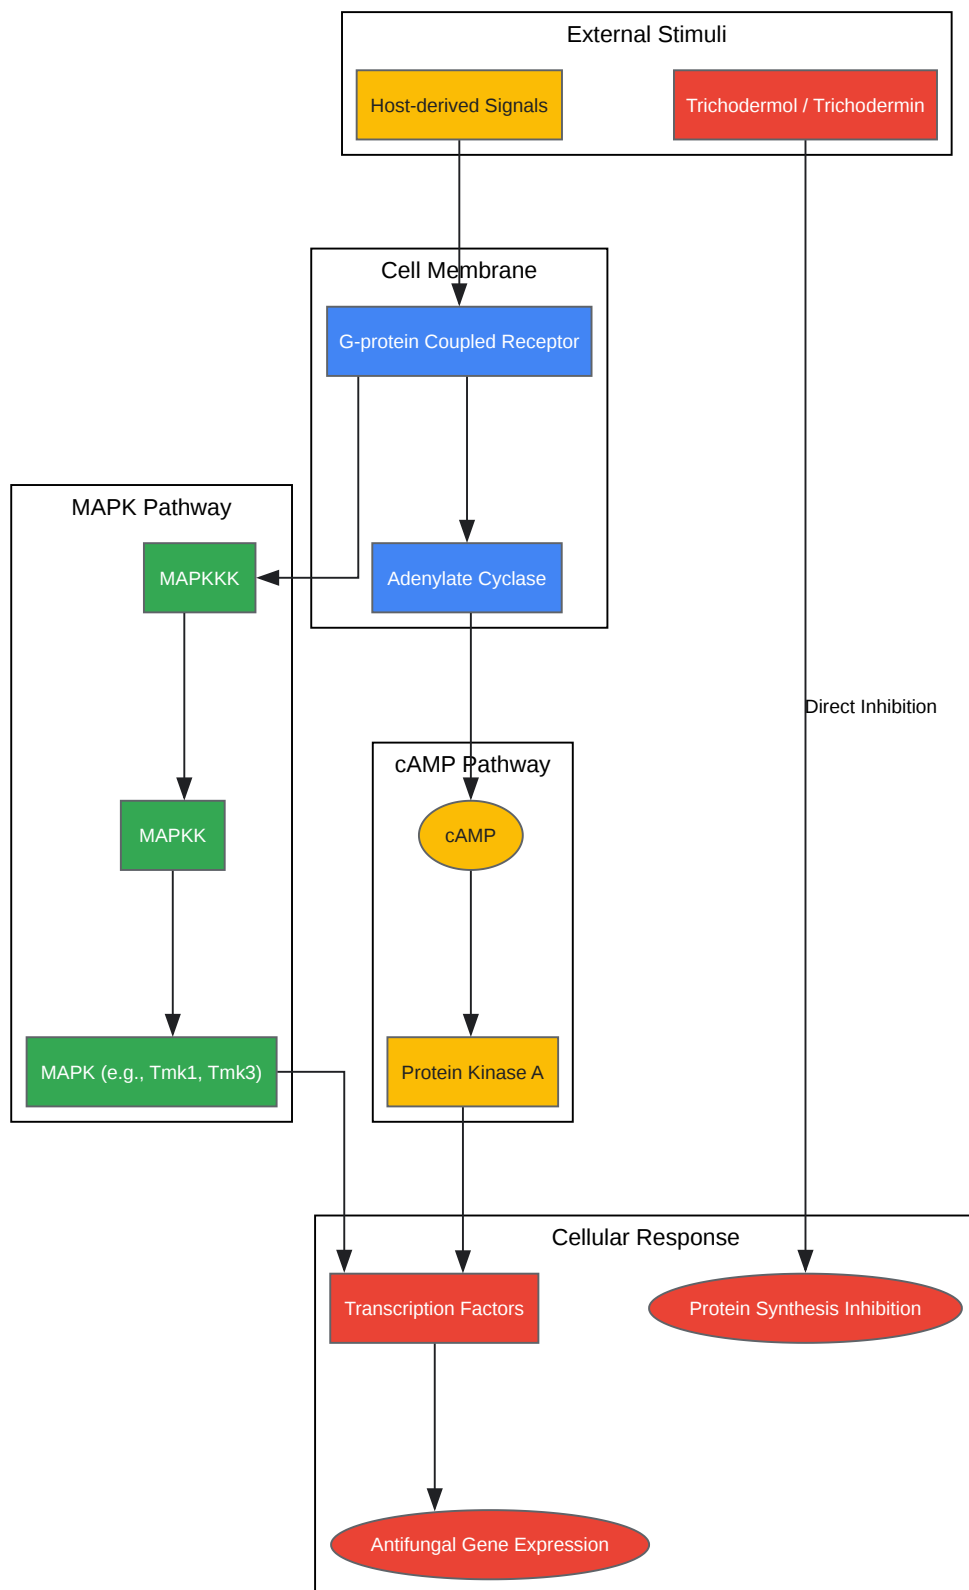 External Stimuli
Host-derived Signals
Trichodermol / Trichodermin
Cell Membrane
G-protein Coupled Receptor
MAPK Pathway
MAPKKK
Adenylate Cyclase
Direct Inhibition
cAMP Pathway
MAPKK
cAMP
MAPK (e.g., Tmk1, Tmk3)
Protein Kinase A
Cellular Response
Transcription Factors
Protein Synthesis Inhibition
Antifungal Gene Expression